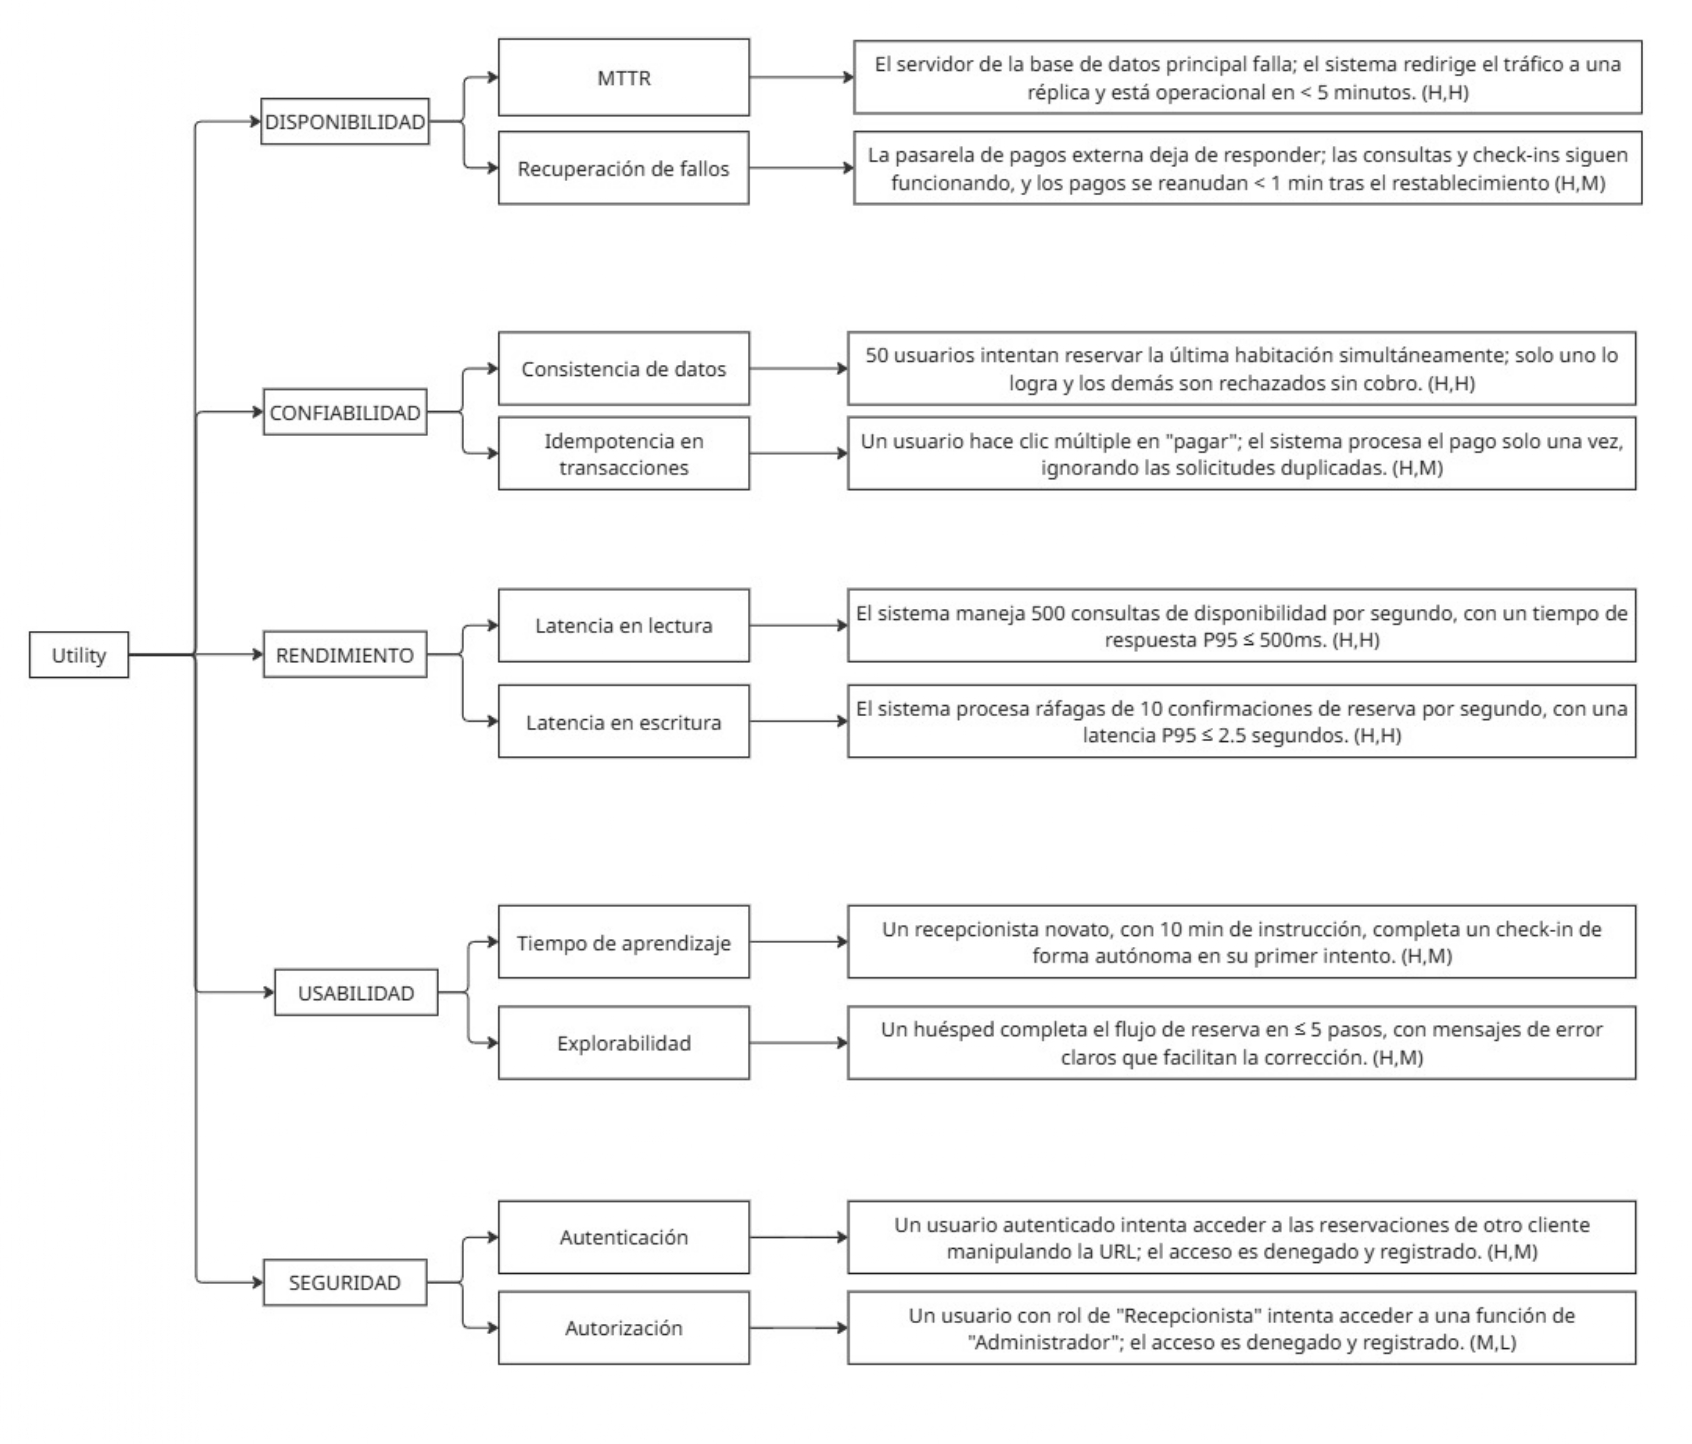 Utility
DISPONIBILIDAD
MTTR
El servidor de la base de datos principal falla; el sistema redirige el tráfico a una
réplica y está operacional en < 5 minutos. (H,H)
Recuperación de fallos
La pasarela de pagos externa deja de responder; las consultas y check-ins siguen
funcionando, y los pagos se reanudan < 1 min tras el restablecimiento (H,M)
CONFIABILIDAD
Consistencia de datos
50 usuarios intentan reservar la última habitación simultáneamente; solo uno lo
logra y los demás son rechazados sin cobro. (H,H)
Idempotencia en
transacciones
Un usuario hace clic múltiple en "pagar"; el sistema procesa el pago solo una vez,
ignorando las solicitudes duplicadas. (H,M)
RENDIMIENTO
Latencia en lectura
El sistema maneja 500 consultas de disponibilidad por segundo, con un tiempo de
respuesta P95 ≤ 500ms. (H,H)
Latencia en escritura
El sistema procesa ráfagas de 10 confirmaciones de reserva por segundo, con una
latencia P95 ≤ 2.5 segundos. (H,H)
USABILIDAD
Tiempo de aprendizaje
Un recepcionista novato, con 10 min de instrucción, completa un check-in de
forma autónoma en su primer intento. (H,M)
Explorabilidad
Un huésped completa el flujo de reserva en ≤ 5 pasos, con mensajes de error
claros que facilitan la corrección. (H,M)
SEGURIDAD
Autenticación
Un usuario autenticado intenta acceder a las reservaciones de otro cliente
manipulando la URL; el acceso es denegado y registrado. (H,M)
Autorización
Un usuario con rol de "Recepcionista" intenta acceder a una función de
"Administrador"; el acceso es denegado y registrado. (M,L)